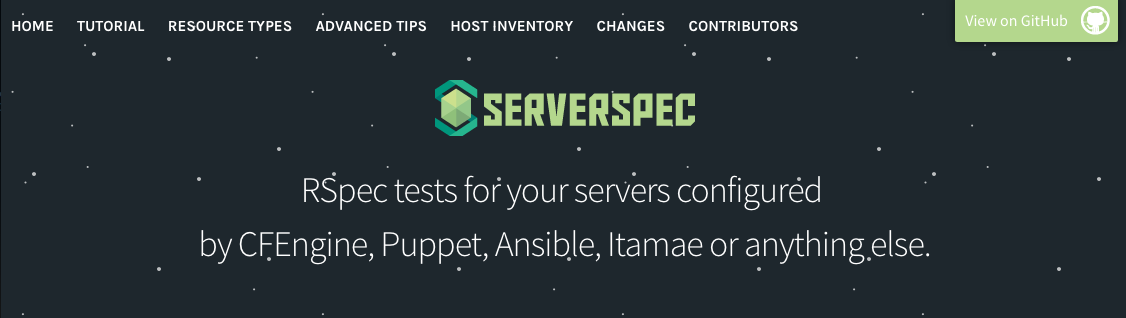 HOME TUTORIAL RESOURCE TYPES ADVANCED TIPS HOST INVENTORY CHANGES CONTRIBUTORS View on GitHub
SERVERSPEC
RSpec tests for your servers configured
by CFEngine, Puppet, Ansible, Itamae or anything else.